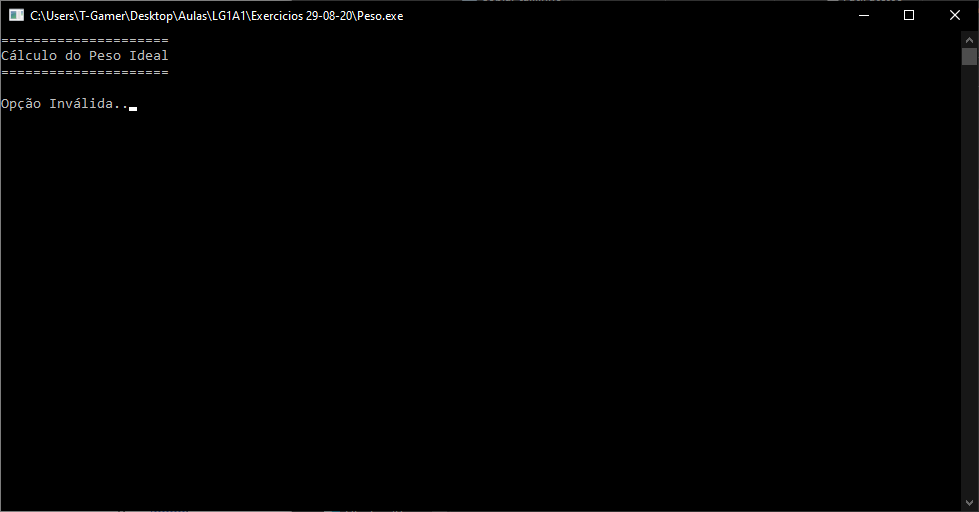 C:\Users\T-Gamer\Desktop\Aulas\LG1A1\Exercicios 29-08-20\Peso.exe
=====================
Cálculo do Peso Ideal
=====================
Opção Inválida..